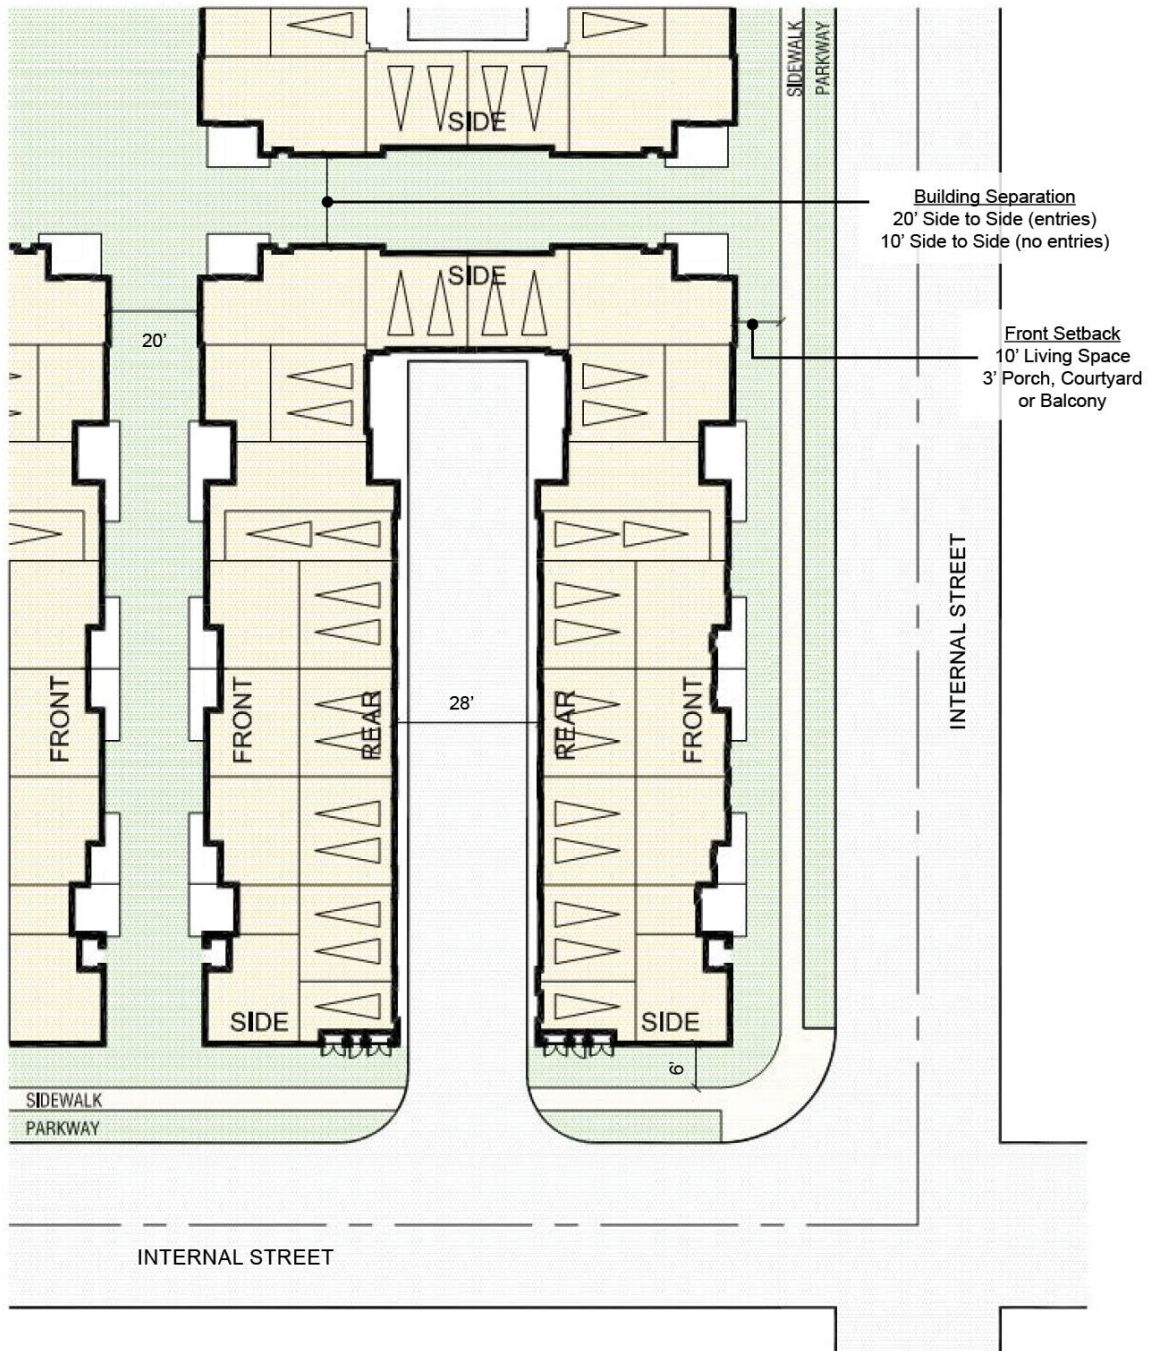 SIDEWALK
PARKWAY
SIDE
Building Separation
20' Side to Side (entries)
10' Side to Side (no entries)
SIDE
20'
Front Setback
10' Living Space
3' Porch, Courtyard
or Balcony
INTERNAL STREET
FRONT
FRONT
REAR
28'
REAR
FRONT
SIDE
SIDE
6'
SIDEWALK
PARKWAY
INTERNAL STREET